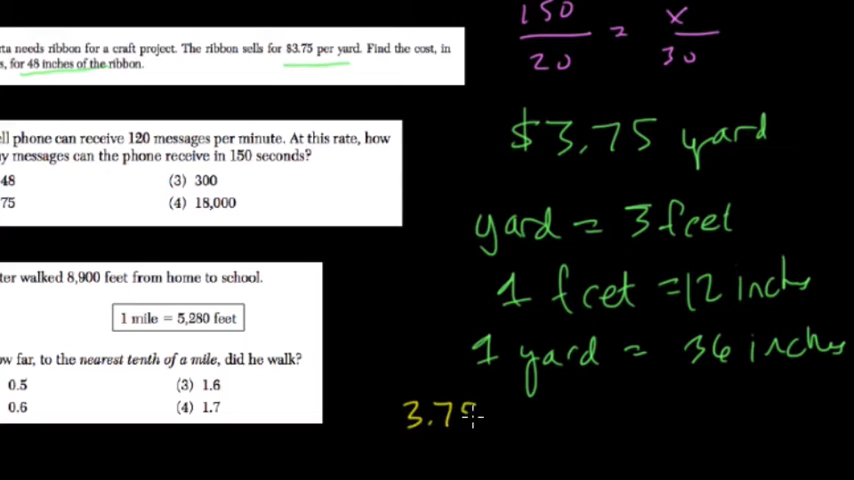 ta needs ribbon for a craft project. The ribbon sells for $3.75 per yard. Find the cost, in
s, for 48 inches of the ribbon.
ll phone can receive 120 messages per minute. At this rate, how
y messages can the phone receive in 150 seconds?
48 (3) 300
75 (4) 18,000
ter walked 8,900 feet from home to school.
1 mile = 5,280 feet
ow far, to the nearest tenth of a mile, did he walk?
0.5 (3) 1.6
0.6 (4) 1.7
150 x
— = —
20 30
$3.75 yard
yard = 3 feet
1 feet = 12 inches
1 yard = 36 inches
3.75